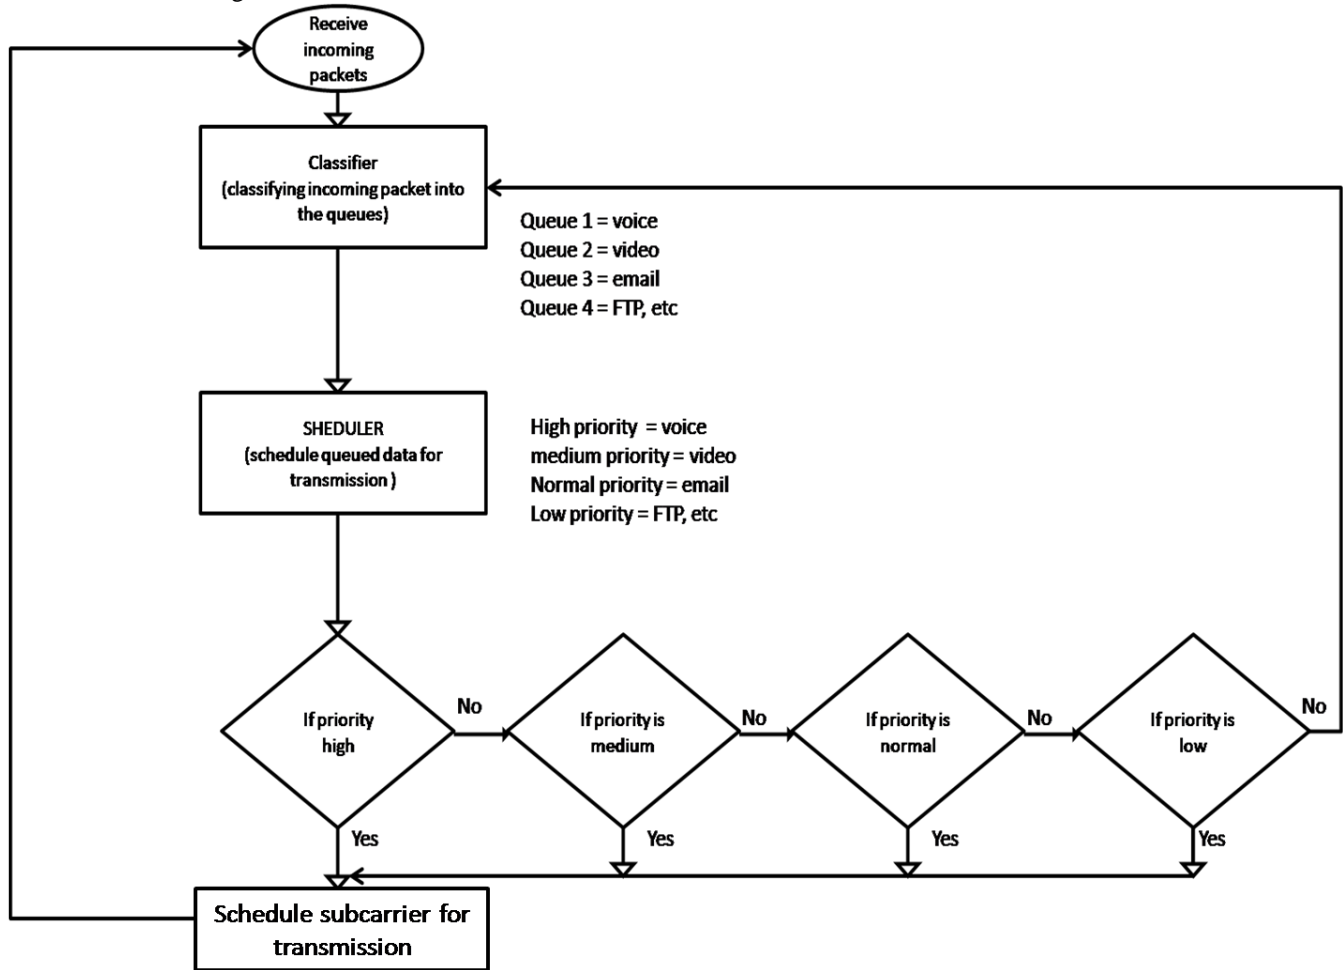 Receive
incoming
packets
Classifier
(classifying incoming packet into
the queues)
Queue 1 = voice
Queue 2 = video
Queue 3 = email
Queue 4 = FTP, etc
SHEDULER
(schedule queued data for
transmission )
High priority = voice
medium priority = video
Normal priority = email
Low priority = FTP, etc
If priority
high
No
If priority is
medium
No
If priority is
normal
No
If priority is
low
No
Yes
Yes
Yes
Yes
Schedule subcarrier for
transmission